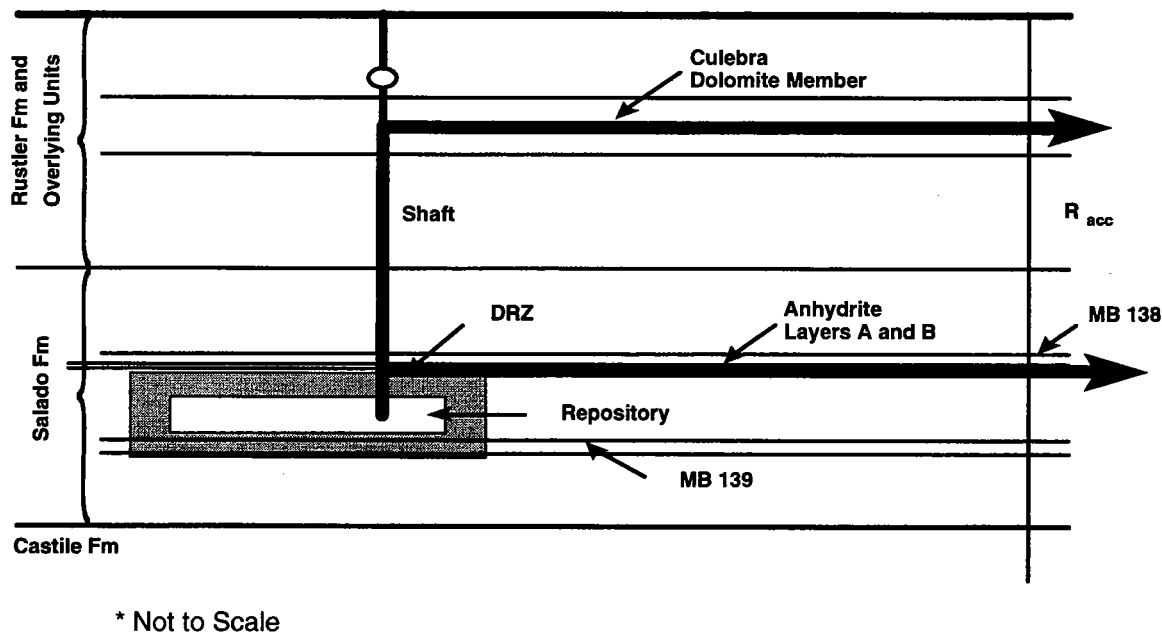 Rustler Fm and
Overlying Units
Culebra
Dolomite Member
Shaft
R acc
Salado Fm
DRZ
Anhydrite
Layers A and B
MB 138
Repository
MB 139
Castile Fm
* Not to Scale